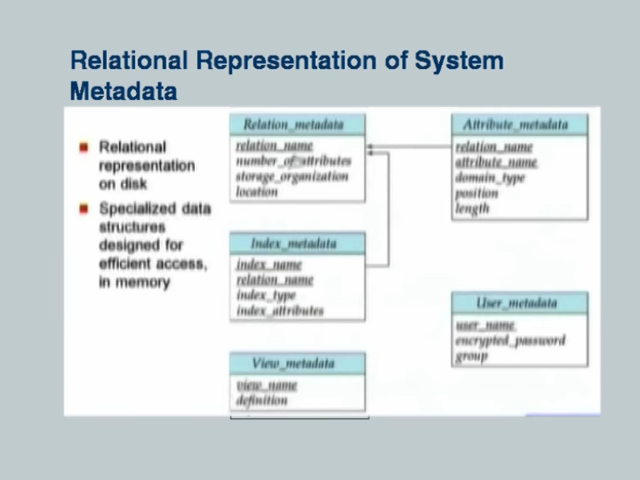 Relational Representation of System
Metadata
Relational
representation
on disk
Specialized data
structures
designed for
efficient access,
in memory
Relation_metadata
relation_name
number_of_attributes
storage_organization
location
Index_metadata
index_name
relation_name
index_type
index_attributes
View_metadata
view_name
definition
Attribute_metadata
relation_name
attribute_name
domain_type
position
length
User_metadata
user_name
encrypted_password
group